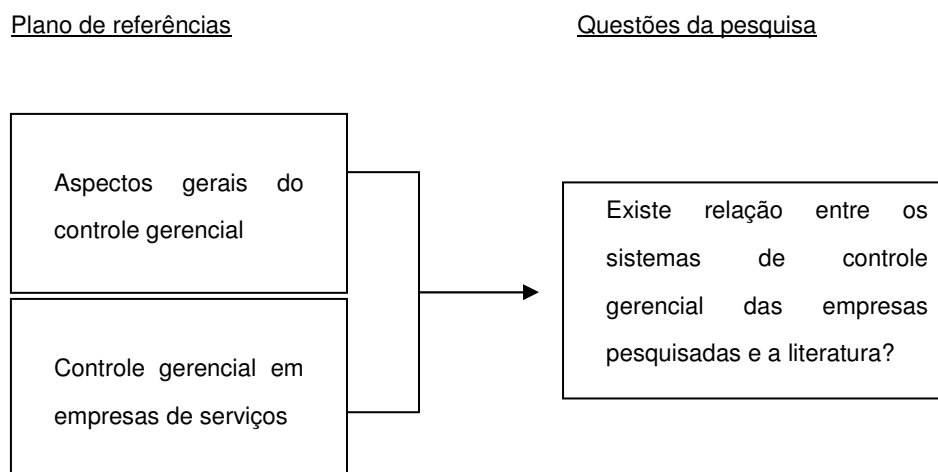 Plano de referências
Questões da pesquisa
Aspectos gerais do
controle gerencial
Controle gerencial em
empresas de serviços
Existe relação entre os
sistemas de controle
gerencial das empresas
pesquisadas e a literatura?